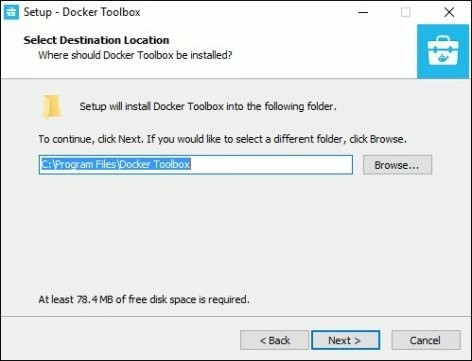 Setup - Docker Toolbox
Select Destination Location
Where should Docker Toolbox be installed?
Setup will install Docker Toolbox into the following folder.
To continue, click Next. If you would like to select a different folder, click Browse.
C:\Program Files\Docker Toolbox
Browse...
At least 78.4 MB of free disk space is required.
< Back
Next >
Cancel